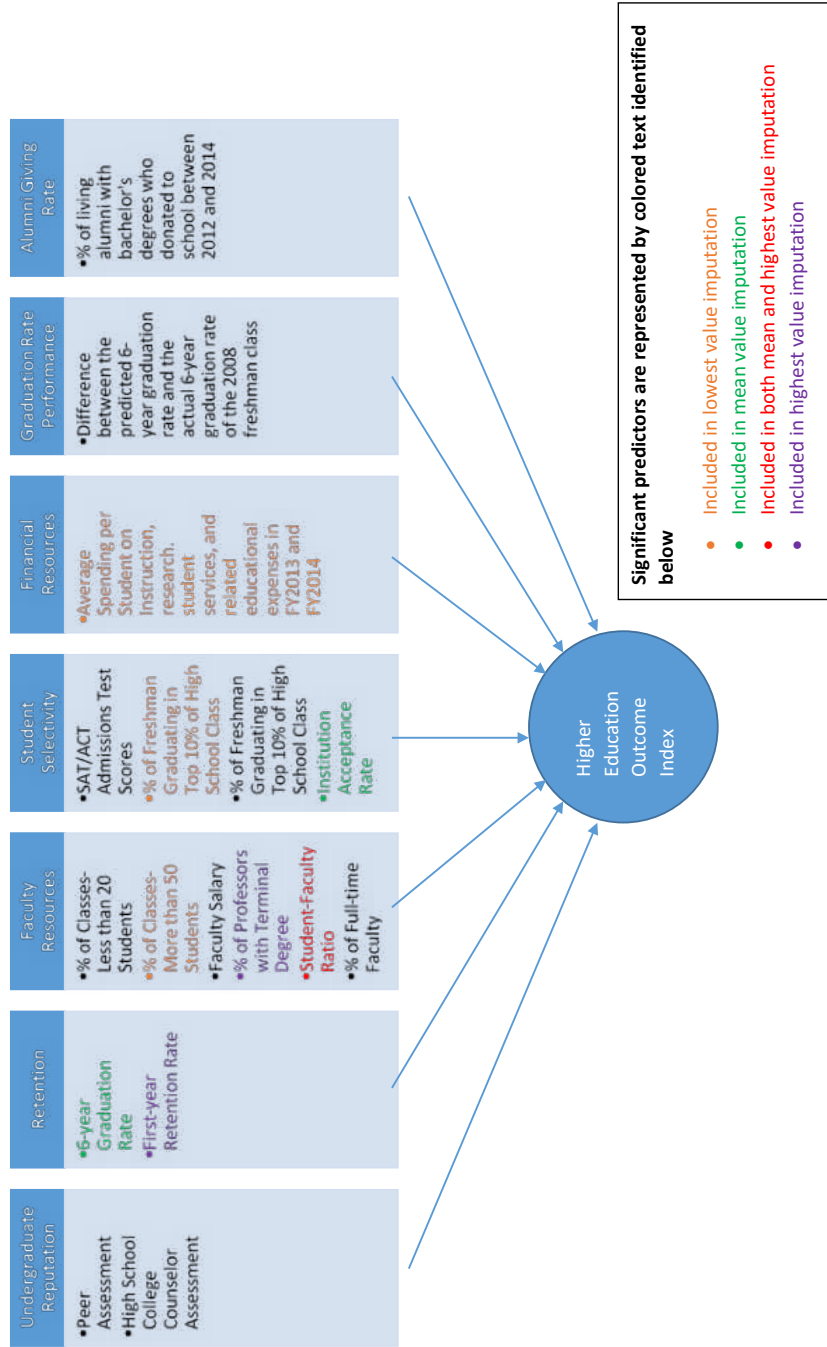 Undergraduate
Reputation
•Peer
Assessment
•High School
College
Counselor
Assessment
Retention
•6-year
Graduation
Rate
•First-year
Retention Rate
Faculty
Resources
•% of Classes-
Less than 20
Students
•% of Classes-
More than 50
Students
•Faculty Salary
•% of Professors
with Terminal
Degree
•Student-Faculty
Ratio
•% of Full-time
Faculty
Student
Selectivity
•SAT/ACT
Admissions Test
Scores
•% of Freshman
Graduating in
Top 10% of High
School Class
•% of Freshman
Graduating in
Top 10% of High
School Class
•Institution
Acceptance
Rate
Financial
Resources
•Average
Spending per
Student on
Instruction,
research.
student
services, and
related
educational
expenses in
FY2013 and
FY2014
Graduation Rate
Performance
•Difference
between the
predicted 6-
year graduation
rate and the
actual 6-year
graduation rate
of the 2008
freshman class
Alumni Giving
Rate
•% of living
alumni with
bachelor's
degrees who
donated to
school between
2012 and 2014
Higher
Education
Outcome
Index
Significant predictors are represented by colored text identified
below
• Included in lowest value imputation
• Included in mean value imputation
• Included in both mean and highest value imputation
• Included in highest value imputation